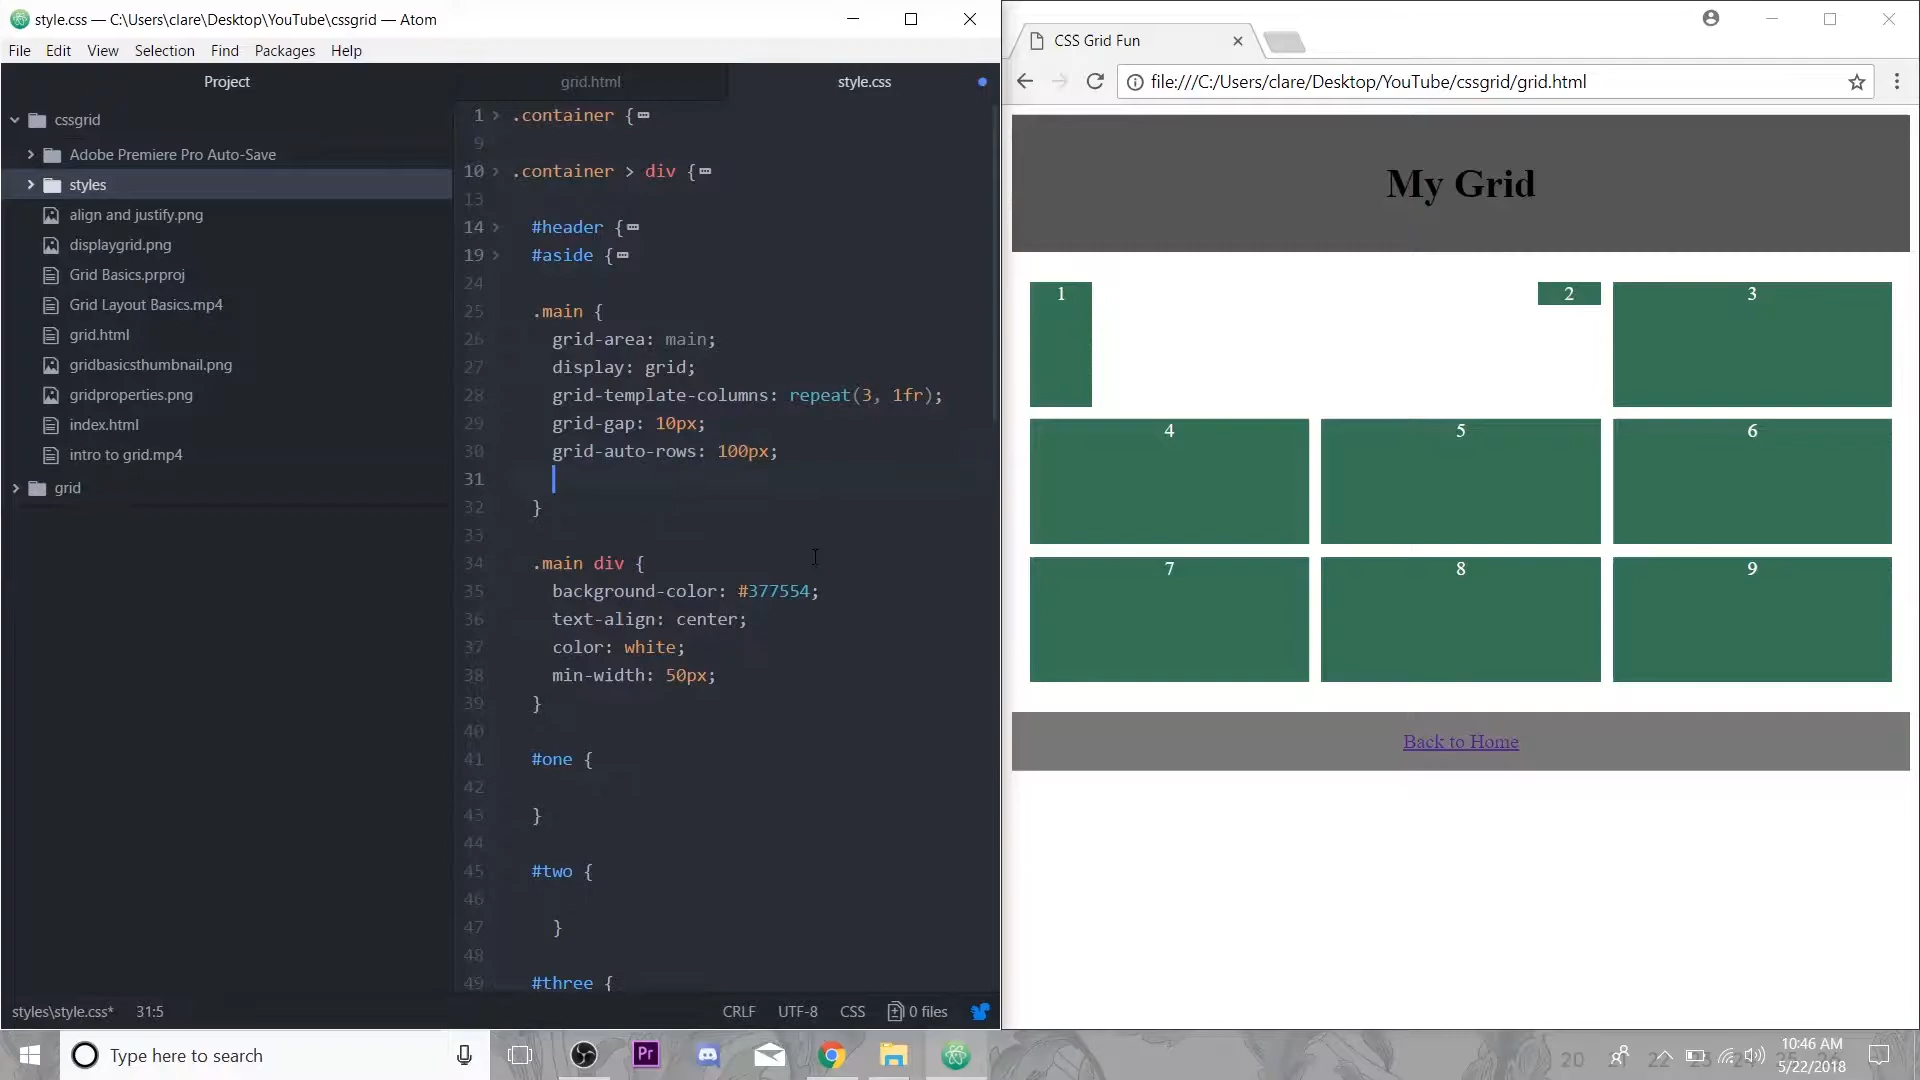 style.css — C:\Users\clare\Desktop\YouTube\cssgrid — Atom
File Edit View Selection Find Packages Help
Project
cssgrid
Adobe Premiere Pro Auto-Save
styles
align and justify.png
displaygrid.png
Grid Basics.prproj
Grid Layout Basics.mp4
grid.html
gridbasicsthumbnail.png
gridproperties.png
index.html
intro to grid.mp4
grid
grid.html style.css
1 .container {
9
10 .container > div {
13
14 #header {
19 #aside {
24
25 .main {
26 grid-area: main;
27 display: grid;
28 grid-template-columns: repeat(3, 1fr);
29 grid-gap: 10px;
30 grid-auto-rows: 100px;
31
32 }
33
34 .main div {
35 background-color: #377554;
36 text-align: center;
37 color: white;
38 min-width: 50px;
39 }
40
41 #one {
42
43 }
44
45 #two {
46
47 }
48
49 #three {
styles\style.css* 31:5 CRLF UTF-8 CSS 0 files
CSS Grid Fun
file:///C:/Users/clare/Desktop/YouTube/cssgrid/grid.html
My Grid
1 2 3
4 5 6
7 8 9
Back to Home
Type here to search
Pr
10:46 AM
5/22/2018